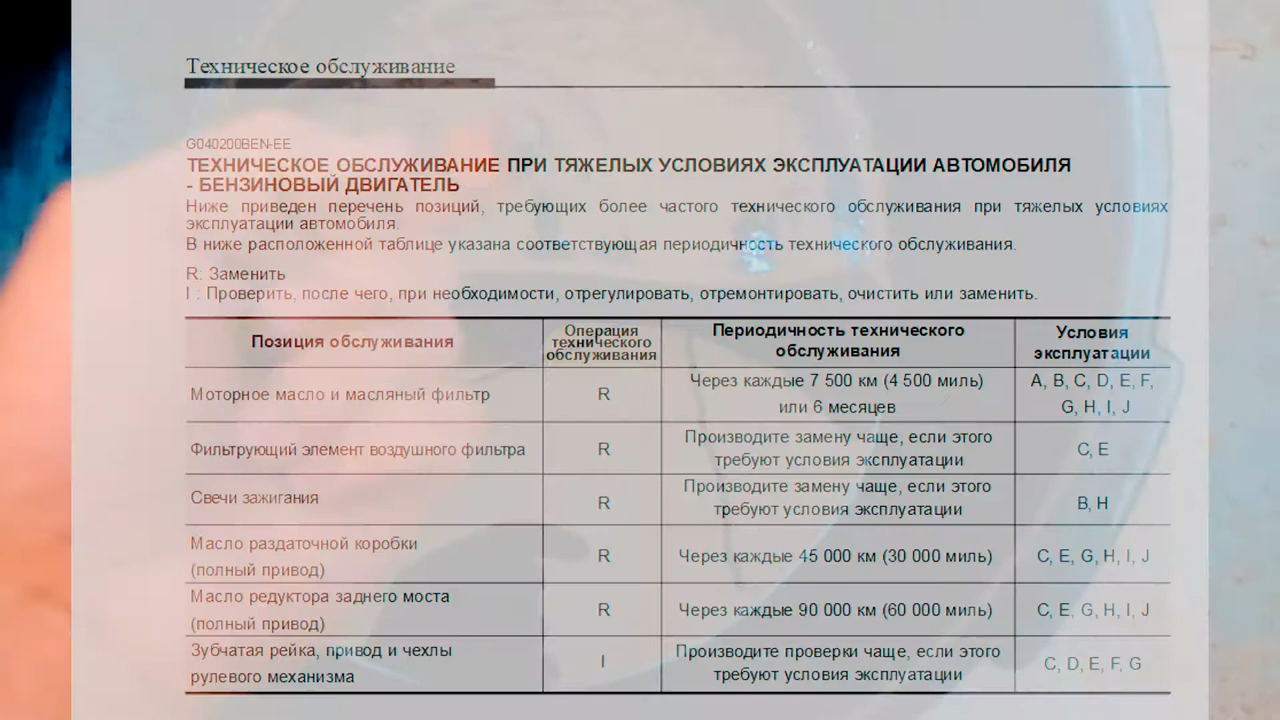 Техническое обслуживание
G040200BEN-EE
ТЕХНИЧЕСКОЕ ОБСЛУЖИВАНИЕ ПРИ ТЯЖЕЛЫХ УСЛОВИЯХ ЭКСПЛУАТАЦИИ АВТОМОБИЛЯ
- БЕНЗИНОВЫЙ ДВИГАТЕЛЬ
Ниже приведен перечень позиций, требующих более частого технического обслуживания при тяжелых условиях
эксплуатации автомобиля.
В ниже расположенной таблице указана соответствующая периодичность технического обслуживания.
R: Заменить
I : Проверить, после чего, при необходимости, отрегулировать, отремонтировать, очистить или заменить.
Позиция обслуживания
Операция
технического
обслуживания
Периодичность технического
обслуживания
Условия
эксплуатации
Моторное масло и масляный фильтр
R
Через каждые 7 500 км (4 500 миль)
или 6 месяцев
A, B, C, D, E, F,
G, H, I, J
Фильтрующий элемент воздушного фильтра
R
Производите замену чаще, если этого
требуют условия эксплуатации
C, E
Свечи зажигания
R
Производите замену чаще, если этого
требуют условия эксплуатации
B, H
Масло раздаточной коробки
(полный привод)
R
Через каждые 45 000 км (30 000 миль)
C, E, G, H, I, J
Масло редуктора заднего моста
(полный привод)
R
Через каждые 90 000 км (60 000 миль)
C, E, G, H, I, J
Зубчатая рейка, привод и чехлы
рулевого механизма
I
Производите проверки чаще, если этого
требуют условия эксплуатации
C, D, E, F, G